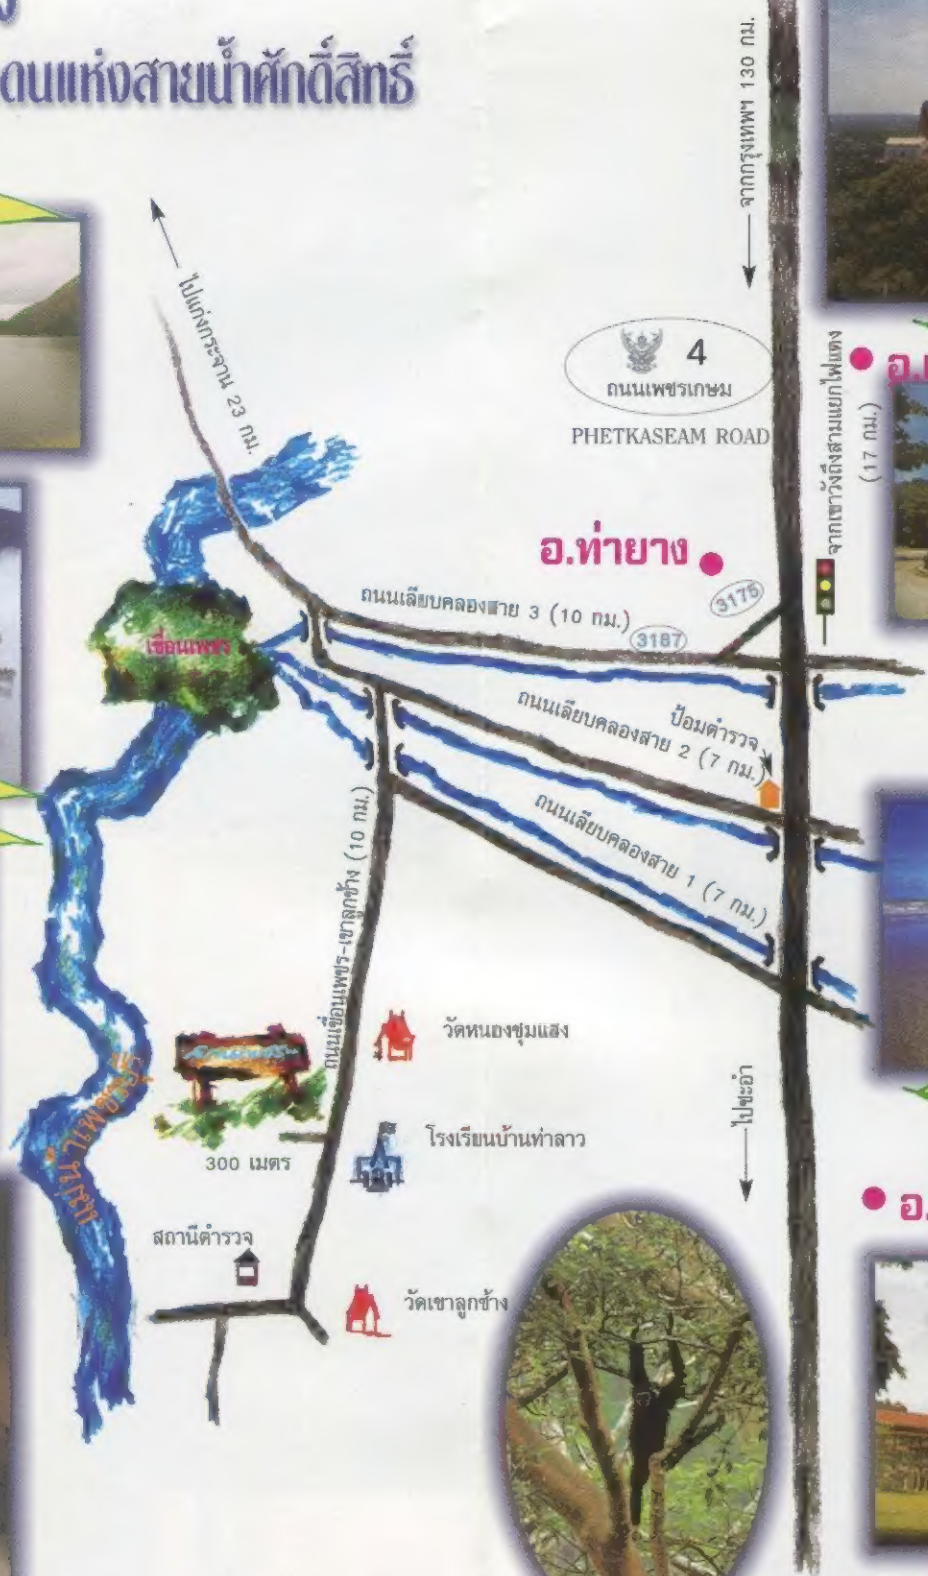 ดนแห่งสายน้ำศักดิ์สิทธิ์
จากกรุงเทพฯ 130 กม.
ไปแก่งกระจาน 23 กม.
4
ถนนเพชรเกษม
PHETKASEAM ROAD
จากเขาวังถึงสามแยกไฟแดง
(17 กม.)
อ.ท่ายาง
3175
ถนนเลียบคลองสาย 3 (10 กม.)
3187
เขื่อนเพชร
ถนนเลียบคลองสาย 2 (7 กม.)
ป้อมตำรวจ
ถนนเลียบคลองสาย 1 (7 กม.)
ถนนเขื่อนเพชร-เขาลูกช้าง (10 กม.)
วัดหนองชุมแสง
ไปชะอำ
แม่น้ำเพชรบุรี
300 เมตร
โรงเรียนบ้านท่าลาว
สถานีตำรวจ
วัดเขาลูกช้าง
อ.